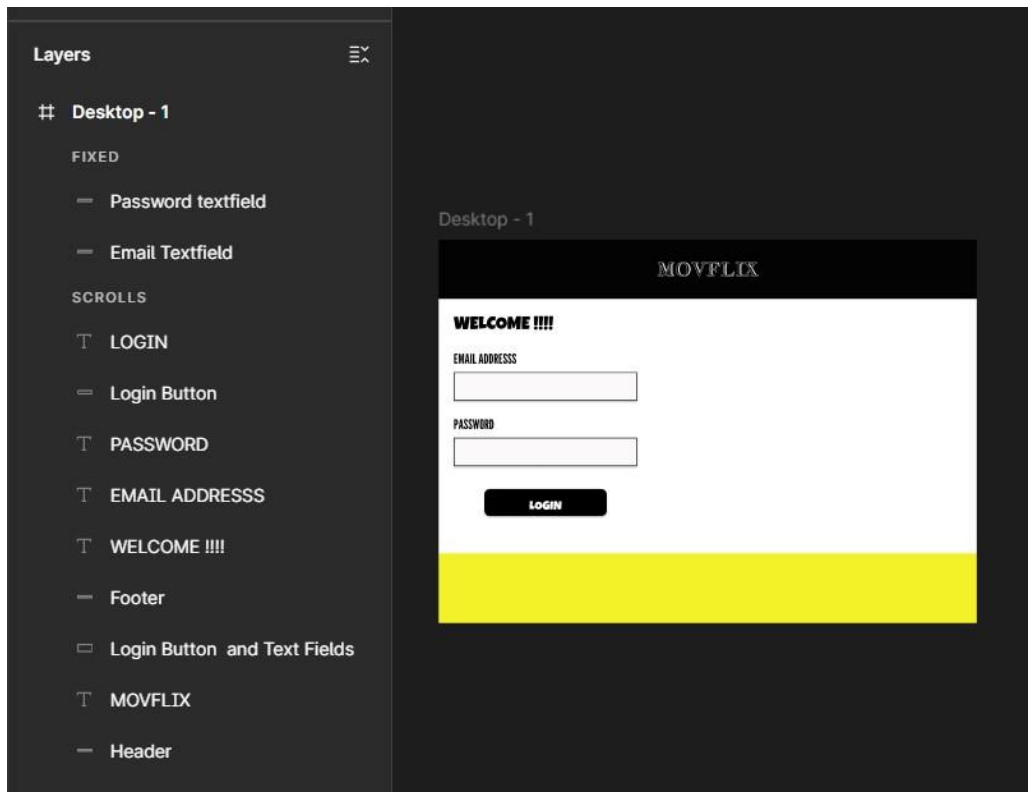 Layers
Desktop - 1
FIXED
Password textfield
Email Textfield
SCROLLS
LOGIN
Login Button
PASSWORD
EMAIL ADDRESSS
WELCOME !!!!
Footer
Login Button and Text Fields
MOVFLIX
Header
Desktop - 1
MOVFLIX
WELCOME !!!!
EMAIL ADDRESSS
PASSWORD
LOGIN